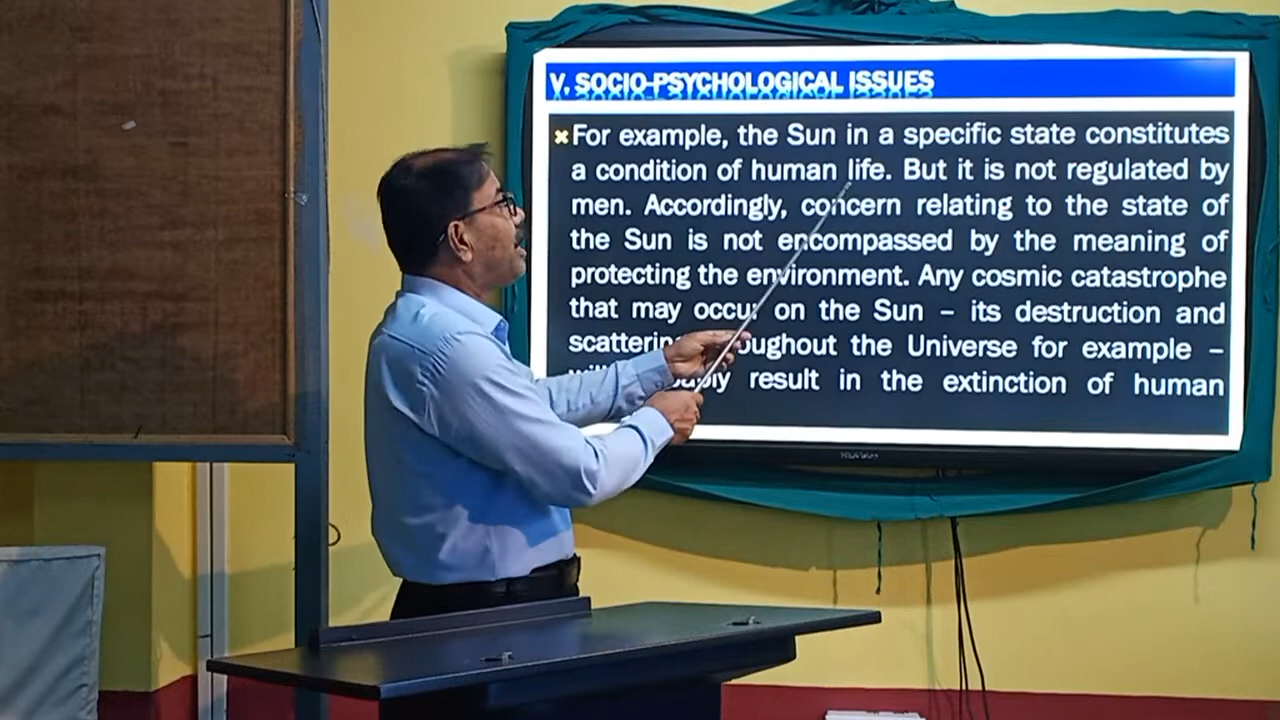 V. SOCIO-PSYCHOLOGICAL ISSUES
For example, the Sun in a specific state constitutes
a condition of human life. But it is not regulated by
men. Accordingly, concern relating to the state of
the Sun is not encompassed by the meaning of
protecting the environment. Any cosmic catastrophe
that may occur on the Sun – its destruction and
the Universe for example –
result in the extinction of human